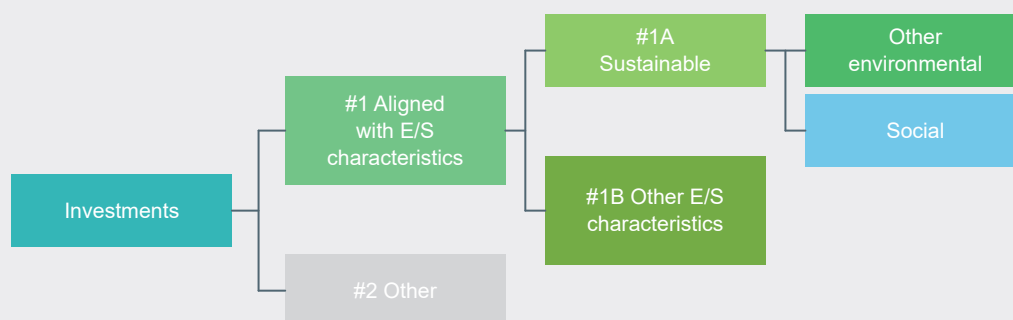 #1A
Sustainable
Other
environmental
#1 Aligned
with E/S
characteristics
Social
Investments
#1B Other E/S
characteristics
#2 Other